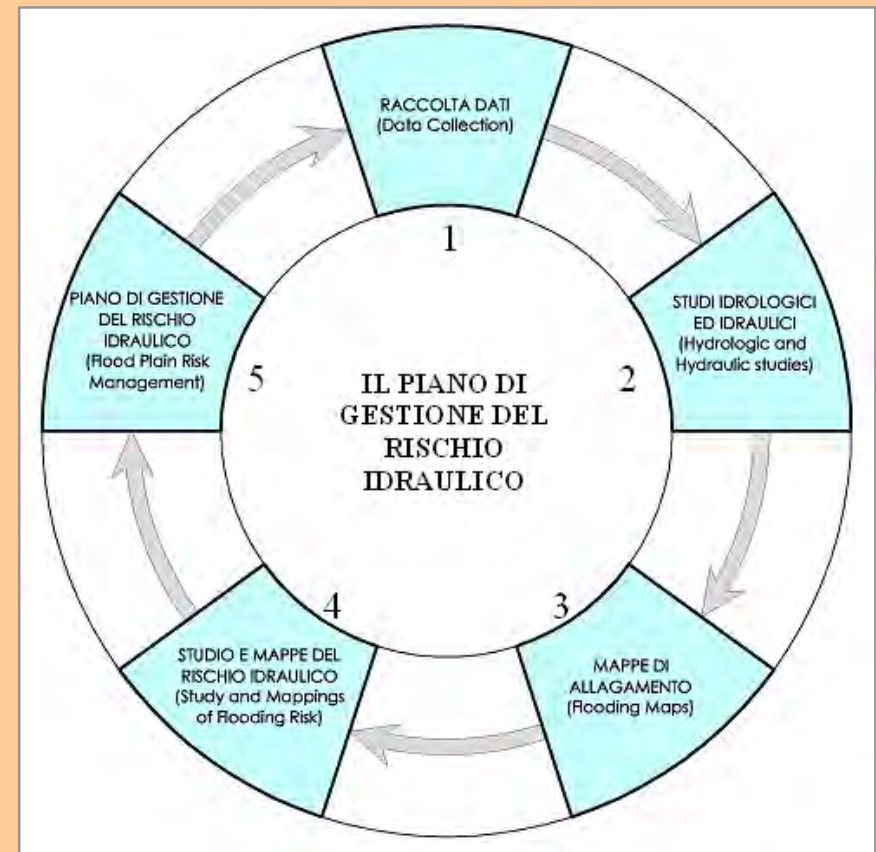 RACCOLTA DATI
(Data Collection)
1
STUDI IDROLOGICI
ED IDRAULICI
(Hydrologic and
Hydraulic studies)
2
MAPPE DI
ALLAGAMENTO
(Flooding Maps)
3
STUDIO E MAPPE DEL
RISCHIO IDRAULICO
(Study and Mappings
of Flooding Risk)
4
PIANO DI GESTIONE
DEL RISCHIO
IDRAULICO
(Flood Plain Risk
Management)
5
IL PIANO DI
GESTIONE DEL
RISCHIO
IDRAULICO